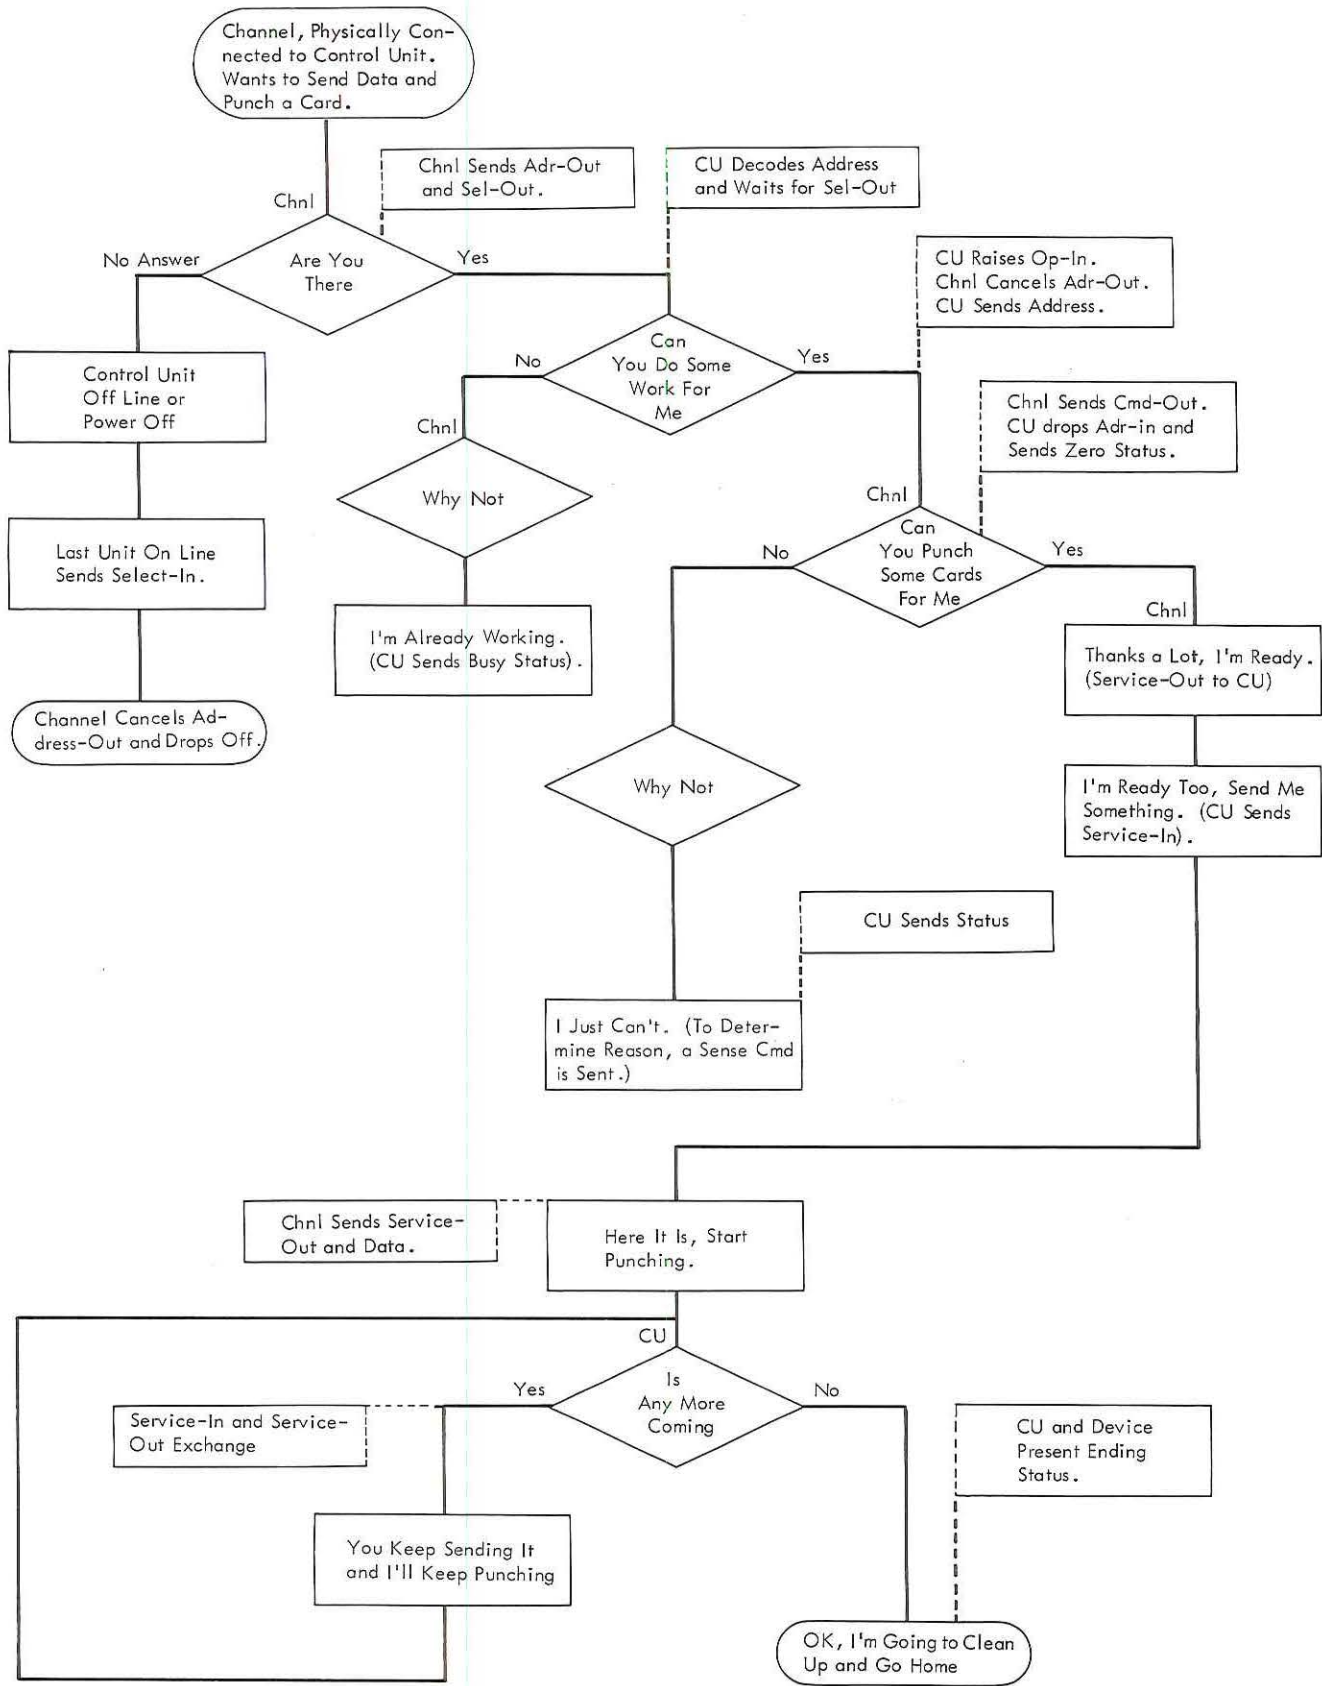 Channel, Physically Con-
nected to Control Unit.
Wants to Send Data and
Punch a Card.
Chnl Sends Adr-Out
and Sel-Out.
CU Decodes Address
and Waits for Sel-Out
Chnl
No Answer
Are You
There
Yes
CU Raises Op-In.
Chnl Cancels Adr-Out.
CU Sends Address.
Control Unit
Off Line or
Power Off
No
Can
You Do Some
Work For
Me
Yes
Chnl Sends Cmd-Out.
CU drops Adr-in and
Sends Zero Status.
Chnl
Why Not
Chnl
Last Unit On Line
Sends Select-In.
No
Can
You Punch
Some Cards
For Me
Yes
I'm Already Working.
(CU Sends Busy Status).
Chnl
Thanks a Lot, I'm Ready.
(Service-Out to CU)
Channel Cancels Ad-
dress-Out and Drops Off.
Why Not
I'm Ready Too, Send Me
Something. (CU Sends
Service-In).
CU Sends Status
I Just Can't. (To Deter-
mine Reason, a Sense Cmd
is Sent.)
Chnl Sends Service-
Out and Data.
Here It Is, Start
Punching.
CU
Yes
Is
Any More
Coming
No
Service-In and Service-
Out Exchange
CU and Device
Present Ending
Status.
You Keep Sending It
and I'll Keep Punching
OK, I'm Going to Clean
Up and Go Home